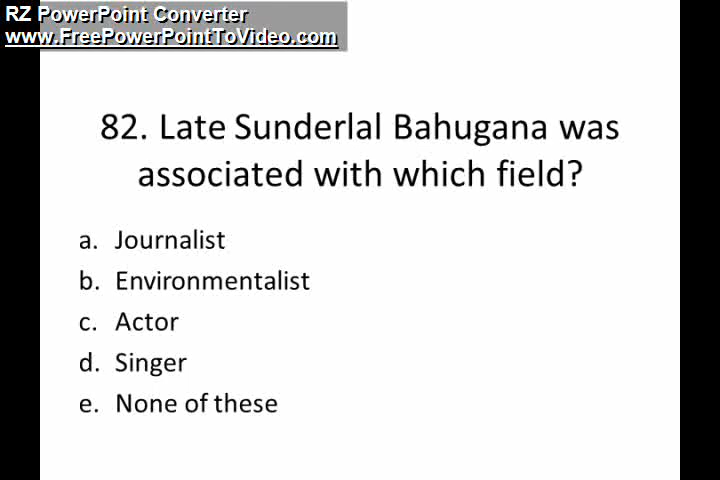 RZ PowerPoint Converter
www.FreePowerPointToVideo.com
82. Late Sunderlal Bahugana was
associated with which field?
a. Journalist
b. Environmentalist
c. Actor
d. Singer
e. None of these